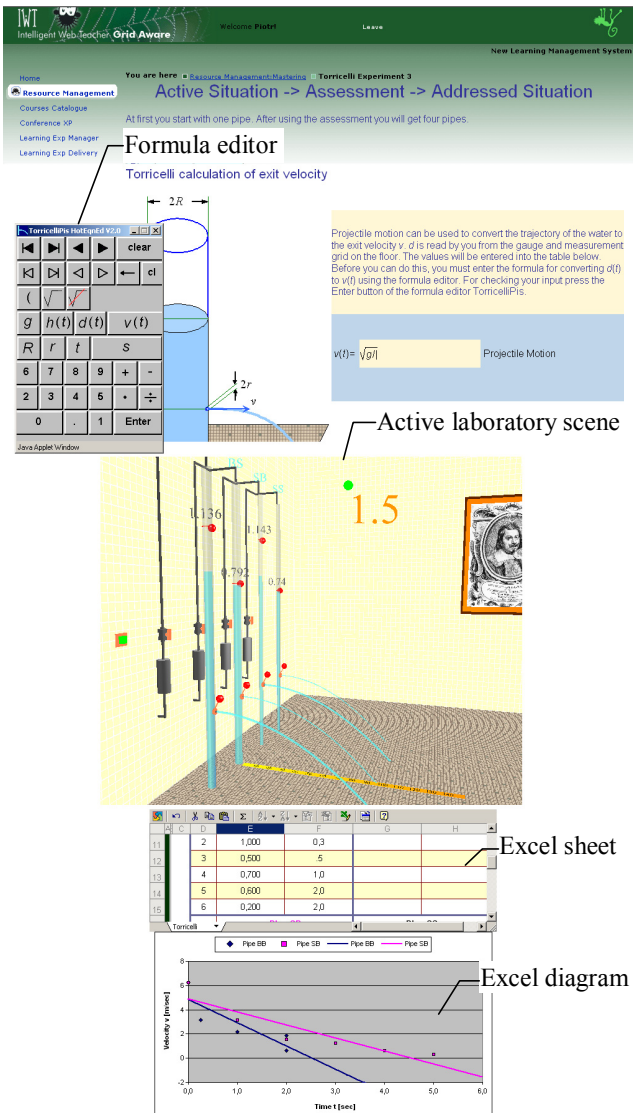 IWT
Intelligent Web Teacher Grid Aware
Welcome Piotr!
Leave
New Learning Management System
Home
Resource Management
Courses Catalogue
Conference XP
Learning Exp Manager
Learning Exp Delivery
You are here Resource Management:Mastering Torricelli Experiment 3
Active Situation -> Assessment -> Addressed Situation
At first you start with one pipe. After using the assessment you will get four pipes.
Formula editor
Torricelli calculation of exit velocity
2R
TorricelliPis HotEqnEd V2.0
clear
cl
( √ √
g h(t) d(t) v(t)
R r t s
6 7 8 9 + -
2 3 4 5 • ÷
0 . 1 Enter
Java Applet Window
2r
v
Projectile motion can be used to convert the trajectory of the water to
the exit velocity v. d is read by you from the gauge and measurement
grid on the floor. The values will be entered into the table below.
Before you can do this, you must enter the formula for converting d(t)
to v(t) using the formula editor. For checking your input press the
Enter button of the formula editor TorricelliPis.
v(t)= √g/| Projectile Motion
Active laboratory scene
BS
SB
SS
1.136
1.143
0.792
0.74
1.5
Excel sheet
A C D E F G H
11 2 1,000 0,3
12 3 0,500 .5
13 4 0,700 1,0
14 5 0,600 2,0
15 6 0,200 2,0
Torricelli
Pipe BB Pipe SB Pipe BB Pipe SB
Excel diagram
Velocity v [m/sec]
8
6
4
2
0
-2
0,0 1,0 2,0 3,0 4,0 5,0 6,0
Time t [sec]